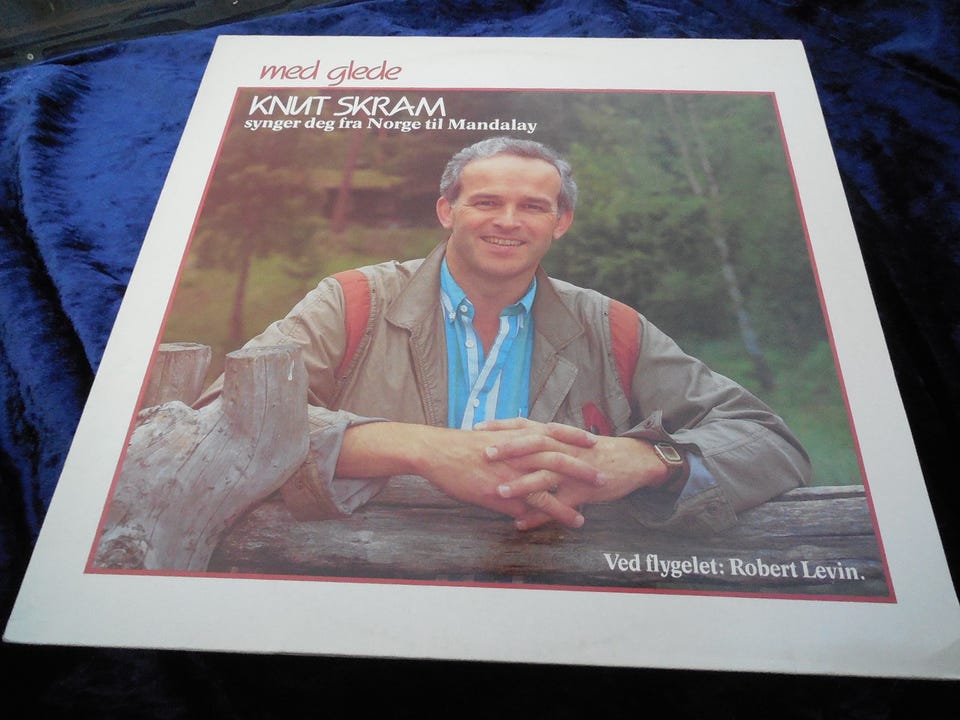 med glede
KNUT SKRAM
synger deg fra Norge til Mandalay
Ved flygelet: Robert Levin.